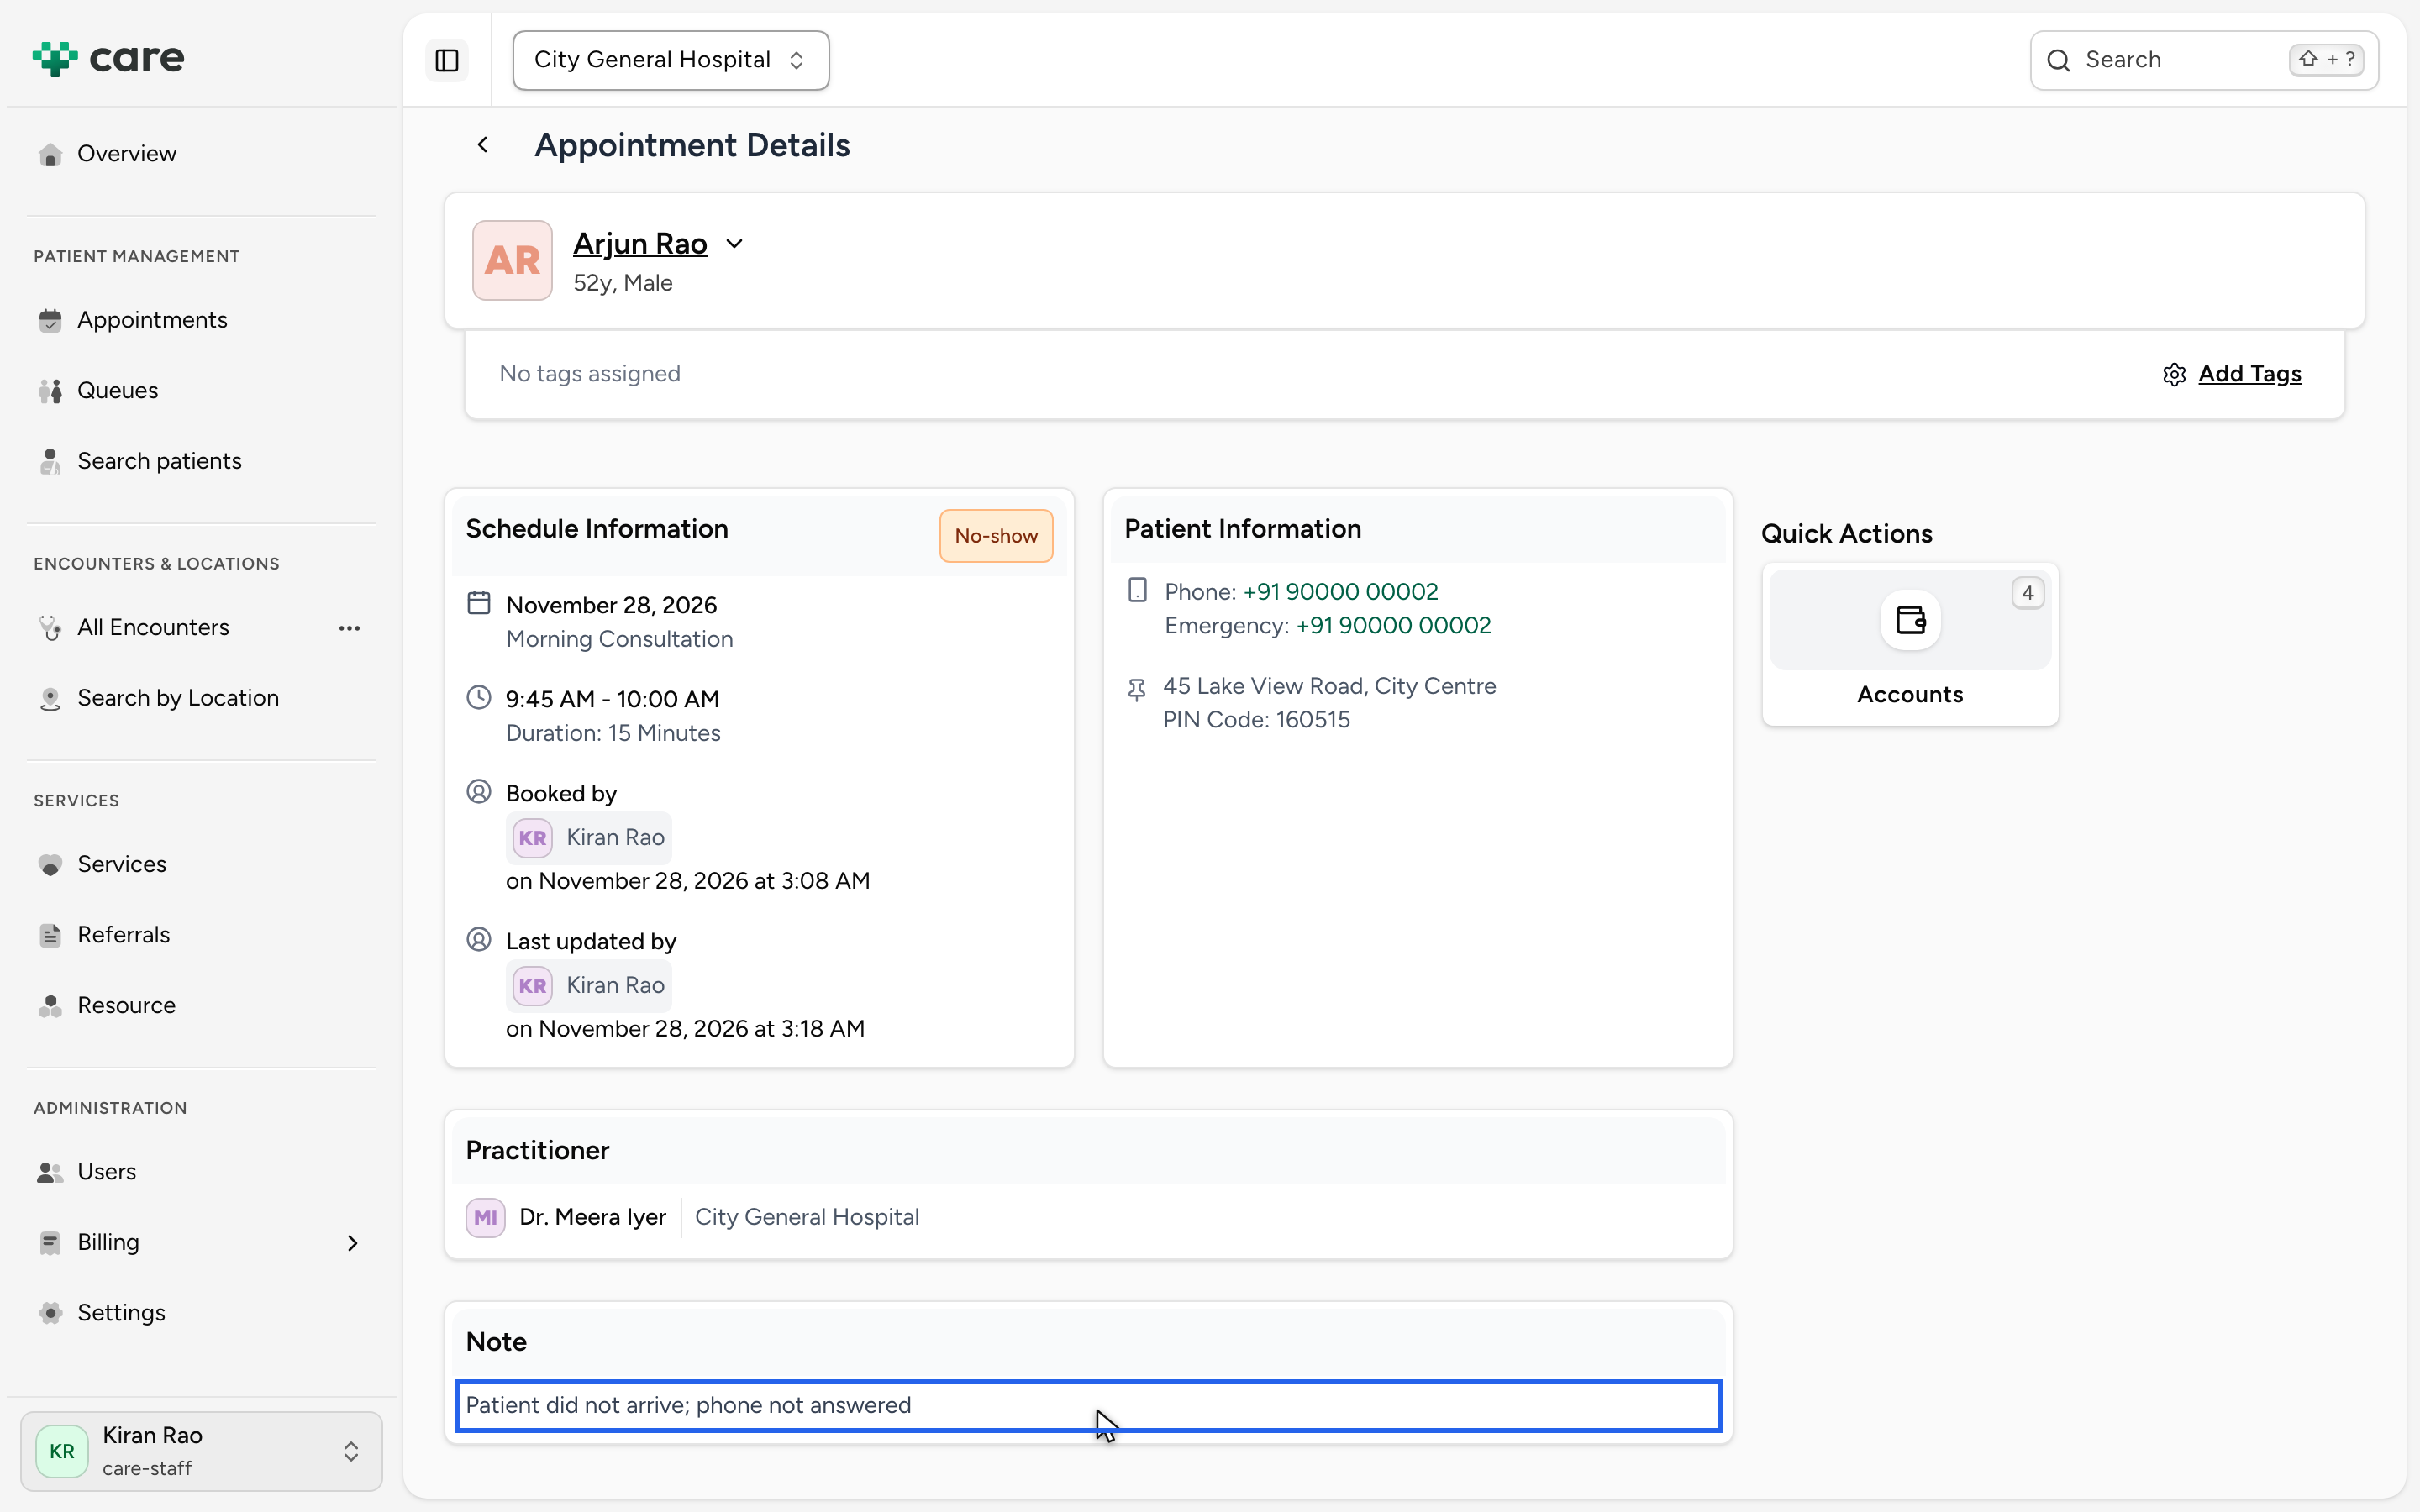 care
City General Hospital
Search
+ ?
Overview
PATIENT MANAGEMENT
Appointments
Queues
Search patients
ENCOUNTERS & LOCATIONS
All Encounters
Search by Location
SERVICES
Services
Referrals
Resource
ADMINISTRATION
Users
Billing
Settings
KR
Kiran Rao
care-staff
Appointment Details
AR
Arjun Rao
52y, Male
No tags assigned
Add Tags
Schedule Information
No-show
November 28, 2026
Morning Consultation
9:45 AM - 10:00 AM
Duration: 15 Minutes
Booked by
KR Kiran Rao
on November 28, 2026 at 3:08 AM
Last updated by
KR Kiran Rao
on November 28, 2026 at 3:18 AM
Patient Information
Phone: +91 90000 00002
Emergency: +91 90000 00002
45 Lake View Road, City Centre
PIN Code: 160515
Quick Actions
4
Accounts
Practitioner
MI Dr. Meera Iyer City General Hospital
Note
Patient did not arrive; phone not answered